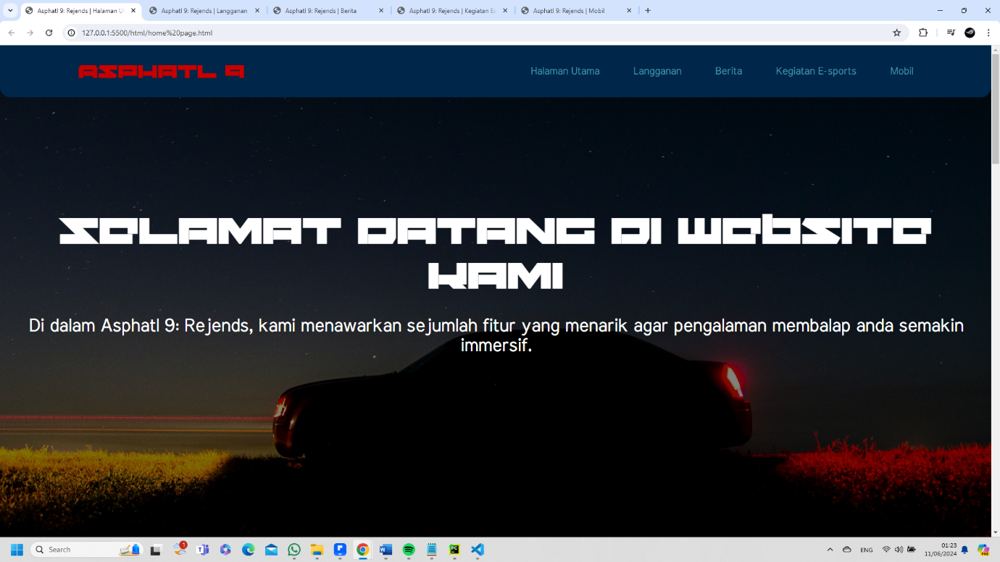 Asphatl 9: Rejends | Halaman U
Asphatl 9: Rejends | Langganan
Asphatl 9: Rejends | Berita
Asphatl 9: Rejends | Kegiatan E
Asphatl 9: Rejends | Mobil
127.0.0.1:5500/html/home%20page.html
ASPHATL 9
Halaman Utama
Langganan
Berita
Kegiatan E-sports
Mobil
SeLAMAT DATANG DI WebSITe
KAMI
Di dalam Asphatl 9: Rejends, kami menawarkan sejumlah fitur yang menarik agar pengalaman membalap anda semakin
immersif.
Search
1
ENG
01:23
11/06/2024